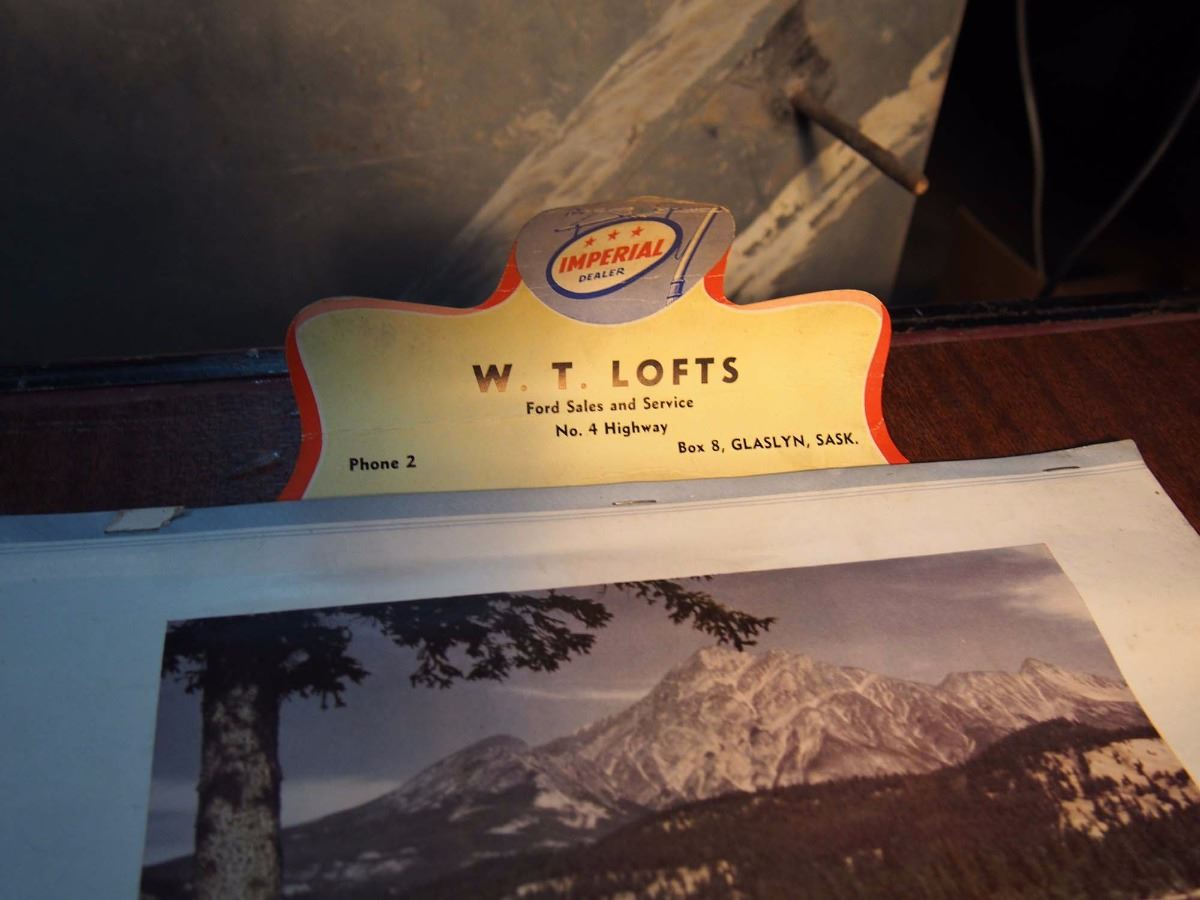 IMPERIAL
DEALER
W. T. LOFTS
Ford Sales and Service
No. 4 Highway
Phone 2
Box 8, GLASLYN, SASK.